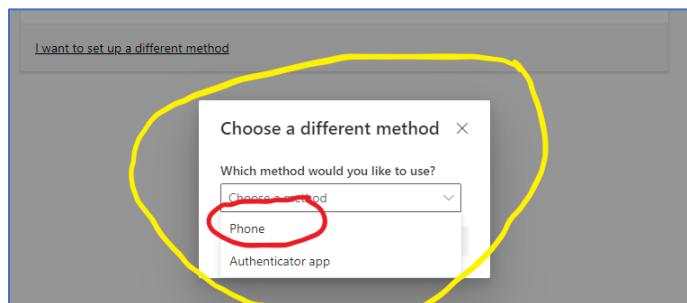 I want to set up a different method
Choose a different method
Which method would you like to use?
Choose a method
Phone
Authenticator app